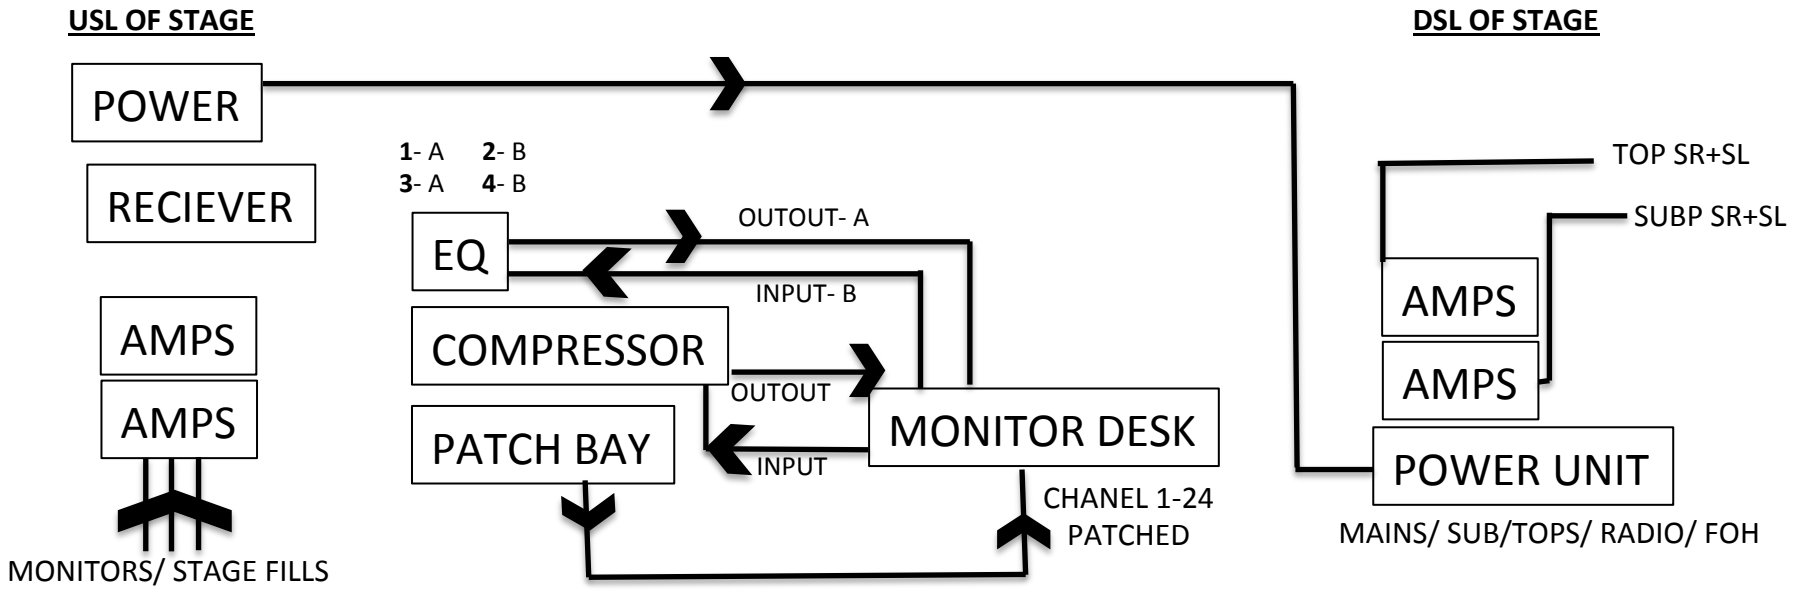 USL OF STAGE
DSL OF STAGE
POWER
RECIEVER
AMPS
AMPS
MONITORS/ STAGE FILLS
1- A 2- B
3- A 4- B
EQ
OUTOUT- A
INPUT- B
COMPRESSOR
OUTOUT
INPUT
PATCH BAY
MONITOR DESK
CHANEL 1-24
PATCHED
TOP SR+SL
SUBP SR+SL
AMPS
AMPS
POWER UNIT
MAINS/ SUB/TOPS/ RADIO/ FOH